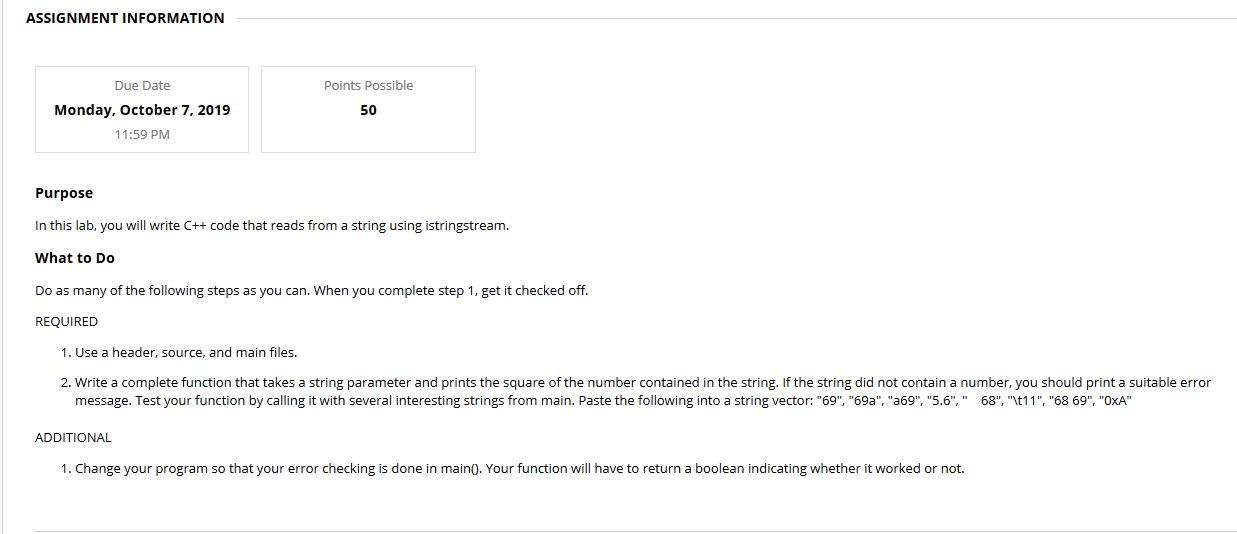 ASSIGNMENT INFORMATION
Due Date
Monday, October 7, 2019
11:59 PM
Points Possible
50
Purpose
In this lab, you will write C++ code that reads from a string using istringstream.
What to Do
Do as many of the following steps as you can. When you complete step 1, get it checked off.
REQUIRED
1. Use a header, source, and main files.
2. Write a complete function that takes a string parameter and prints the square of the number contained in the string. If the string did not contain a number, you should print a suitable error
message. Test your function by calling it with several interesting strings from main. Paste the following into a string vector: "69", "69a", "a69", "5.6", "    68", "\t11", "68 69", "0xA"
ADDITIONAL
1. Change your program so that your error checking is done in main(). Your function will have to return a boolean indicating whether it worked or not.